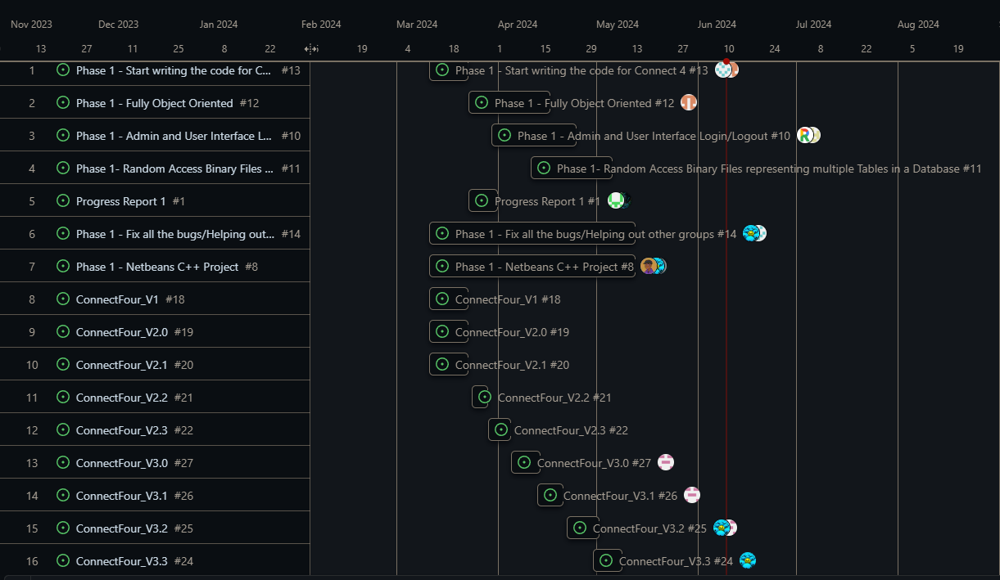 Nov 2023 Dec 2023 Jan 2024 Feb 2024 Mar 2024 Apr 2024 May 2024 Jun 2024 Jul 2024 Aug 2024
13 27 11 25 8 22 19 4 18 1 15 29 13 27 10 24 8 22 5 19
1 Phase 1 - Start writing the code for C... #13 Phase 1 - Start writing the code for Connect 4 #13
2 Phase 1 - Fully Object Oriented #12 Phase 1 - Fully Object Oriented #12
3 Phase 1 - Admin and User Interface L... #10 Phase 1 - Admin and User Interface Login/Logout #10 R
4 Phase 1- Random Access Binary Files ... #11 Phase 1- Random Access Binary Files representing multiple Tables in a Database #11
5 Progress Report 1 #1 Progress Report 1 #1
6 Phase 1 - Fix all the bugs/Helping out... #14 Phase 1 - Fix all the bugs/Helping out other groups #14
7 Phase 1 - Netbeans C++ Project #8 Phase 1 - Netbeans C++ Project #8
8 ConnectFour_V1 #18 ConnectFour_V1 #18
9 ConnectFour_V2.0 #19 ConnectFour_V2.0 #19
10 ConnectFour_V2.1 #20 ConnectFour_V2.1 #20
11 ConnectFour_V2.2 #21 ConnectFour_V2.2 #21
12 ConnectFour_V2.3 #22 ConnectFour_V2.3 #22
13 ConnectFour_V3.0 #27 ConnectFour_V3.0 #27
14 ConnectFour_V3.1 #26 ConnectFour_V3.1 #26
15 ConnectFour_V3.2 #25 ConnectFour_V3.2 #25
16 ConnectFour_V3.3 #24 ConnectFour_V3.3 #24